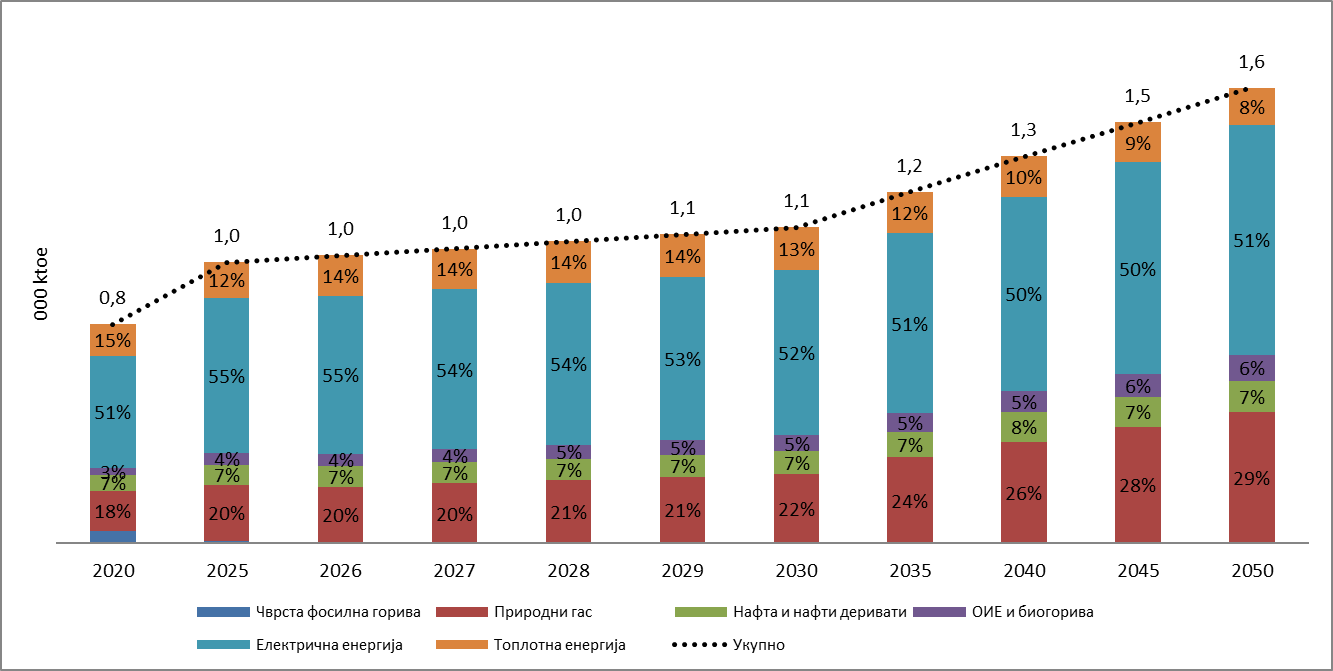 1,6
1,5
1,3
1,2
1,1
1,1
1,0
1,0
1,0
1,0
0,8
000 ktoe
15% 12% 14% 14% 14% 14% 13% 12% 10% 9% 8%
51% 55% 55% 54% 54% 53% 52% 51% 50% 50% 51%
3% 4% 4% 4% 5% 5% 5% 5% 5% 6% 6%
7% 7% 7% 7% 7% 7% 7% 7% 8% 7% 7%
18% 20% 20% 20% 21% 21% 22% 24% 26% 28% 29%
2020 2025 2026 2027 2028 2029 2030 2035 2040 2045 2050
Чврста фосилна горива Природни гас Нафта и нафти деривати ОИЕ и биогорива
Електрична енергија Топлотна енергија Укупно